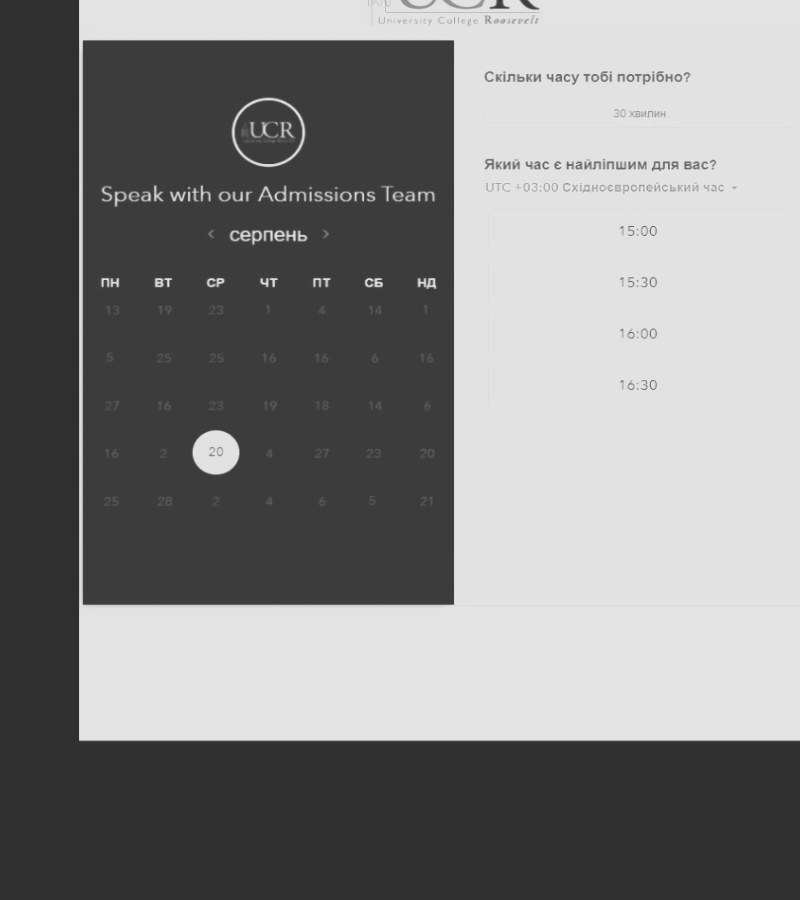 UCR
University College Roosevelt
UCR
Speak with our Admissions Team
< серпень >
ПН ВТ СР ЧТ ПТ СБ НД
13 19 23 1 4 14 1
5 25 25 16 16 6 16
27 16 23 19 18 14 6
16 2 20 4 27 23 20
25 28 2 4 6 5 21
Скільки часу тобі потрібно?
30 хвилин
Який час є найліпшим для вас?
UTC +03:00 Східноєвропейський час
15:00
15:30
16:00
16:30